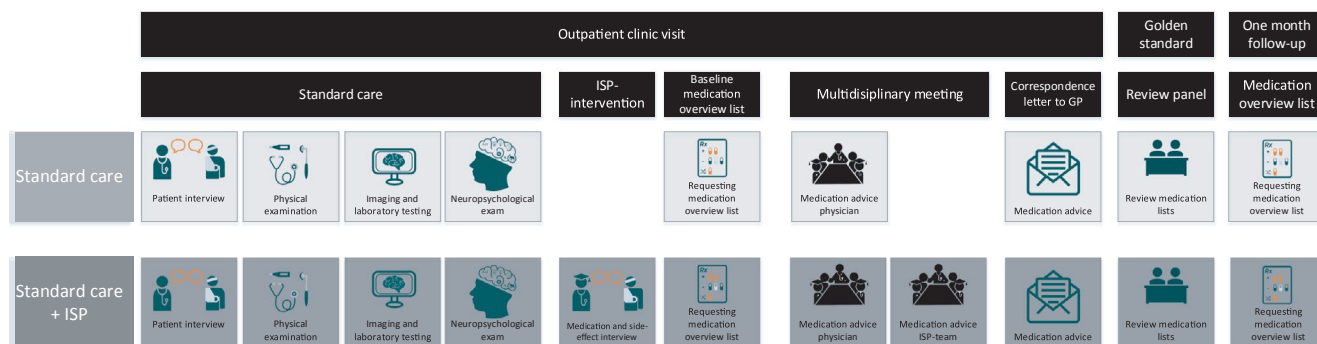 Outpatient clinic visit
Golden
standard
One month
follow-up
Standard care
ISP-
intervention
Baseline
medication
overview list
Multidisiplinary meeting
Correspondence
letter to GP
Review panel
Medication
overview list
Standard care
Patient interview
Physical
examination
Imaging and
laboratory testing
Neuropsychological
exam
Rx
Requesting
medication
overview list
Medication advice
physician
Medication advice
Review medication
lists
Rx
Requesting
medication
overview list
Standard care
+ ISP
Patient interview
Physical
examination
Imaging and
laboratory testing
Neuropsychological
exam
Medication and side-
effect interview
Rx
Requesting
medication
overview list
Medication advice
physician
Medication advice
ISP-team
Medication advice
Review medication
lists
Rx
Requesting
medication
overview list